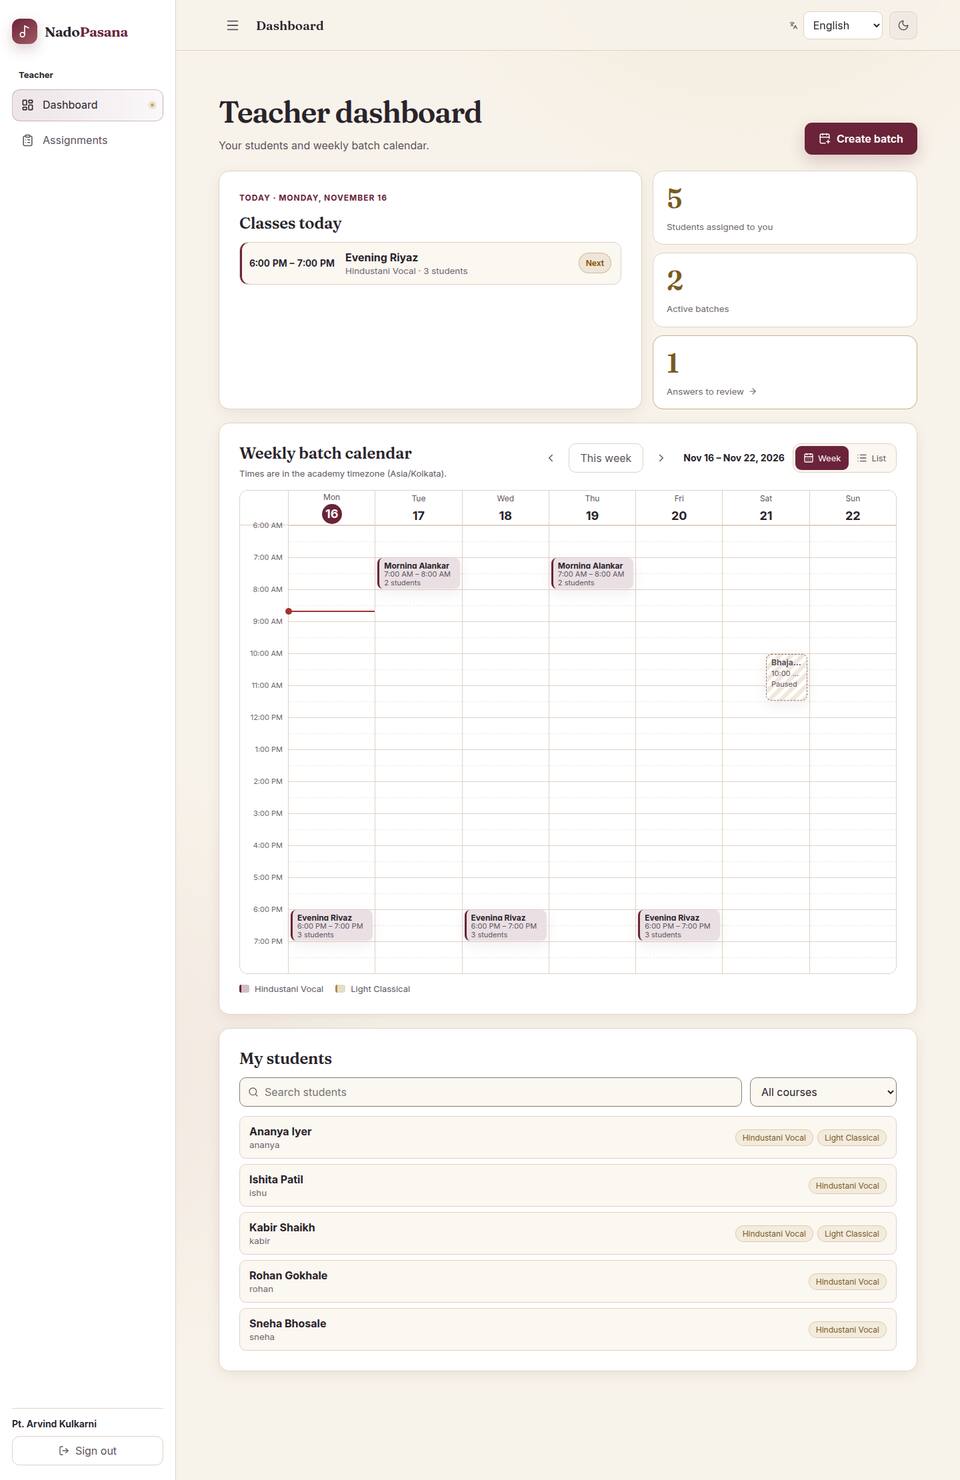 NadoPasana
Teacher
Dashboard
Assignments
Pt. Arvind Kulkarni
Sign out
Dashboard
English
Teacher dashboard
Your students and weekly batch calendar.
Create batch
TODAY · MONDAY, NOVEMBER 16
Classes today
6:00 PM – 7:00 PM
Evening Riyaz
Hindustani Vocal · 3 students
Next
5
Students assigned to you
2
Active batches
1
Answers to review →
Weekly batch calendar
Times are in the academy timezone (Asia/Kolkata).
This week
Nov 16 – Nov 22, 2026
Week
List
Mon 16
Tue 17
Wed 18
Thu 19
Fri 20
Sat 21
Sun 22
6:00 AM
7:00 AM
8:00 AM
9:00 AM
10:00 AM
11:00 AM
12:00 PM
1:00 PM
2:00 PM
3:00 PM
4:00 PM
5:00 PM
6:00 PM
7:00 PM
Evening Riyaz
6:00 PM – 7:00 PM
3 students
Morning Alankar
7:00 AM – 8:00 AM
2 students
Evening Riyaz
6:00 PM – 7:00 PM
3 students
Morning Alankar
7:00 AM – 8:00 AM
2 students
Evening Riyaz
6:00 PM – 7:00 PM
3 students
Bhaja...
10:00 ...
Paused
Hindustani Vocal
Light Classical
My students
Search students
All courses
Ananya Iyer
ananya
Hindustani Vocal
Light Classical
Ishita Patil
ishu
Hindustani Vocal
Kabir Shaikh
kabir
Hindustani Vocal
Light Classical
Rohan Gokhale
rohan
Hindustani Vocal
Sneha Bhosale
sneha
Hindustani Vocal